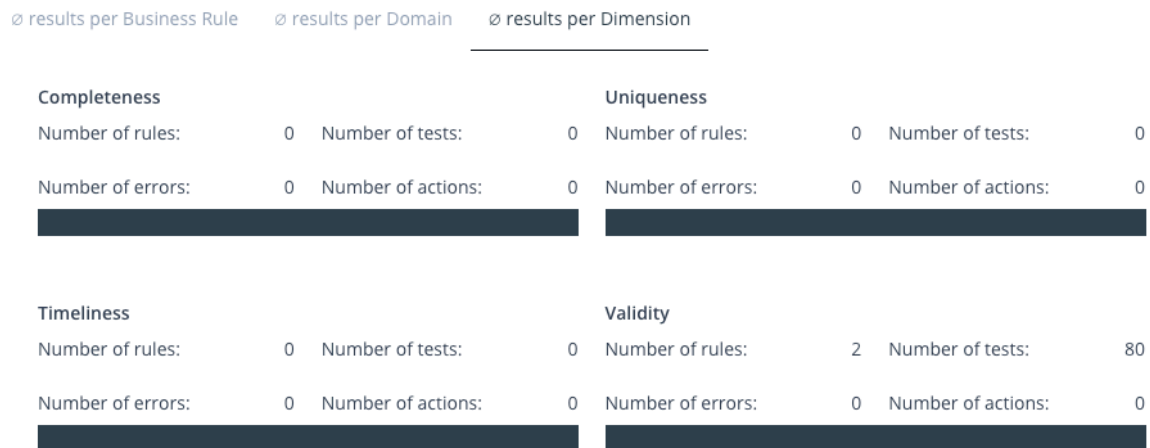 ∅ results per Business Rule ∅ results per Domain ∅ results per Dimension
Completeness Uniqueness
Number of rules: 0 Number of tests: 0 Number of rules: 0 Number of tests: 0
Number of errors: 0 Number of actions: 0 Number of errors: 0 Number of actions: 0
Timeliness Validity
Number of rules: 0 Number of tests: 0 Number of rules: 2 Number of tests: 80
Number of errors: 0 Number of actions: 0 Number of errors: 0 Number of actions: 0